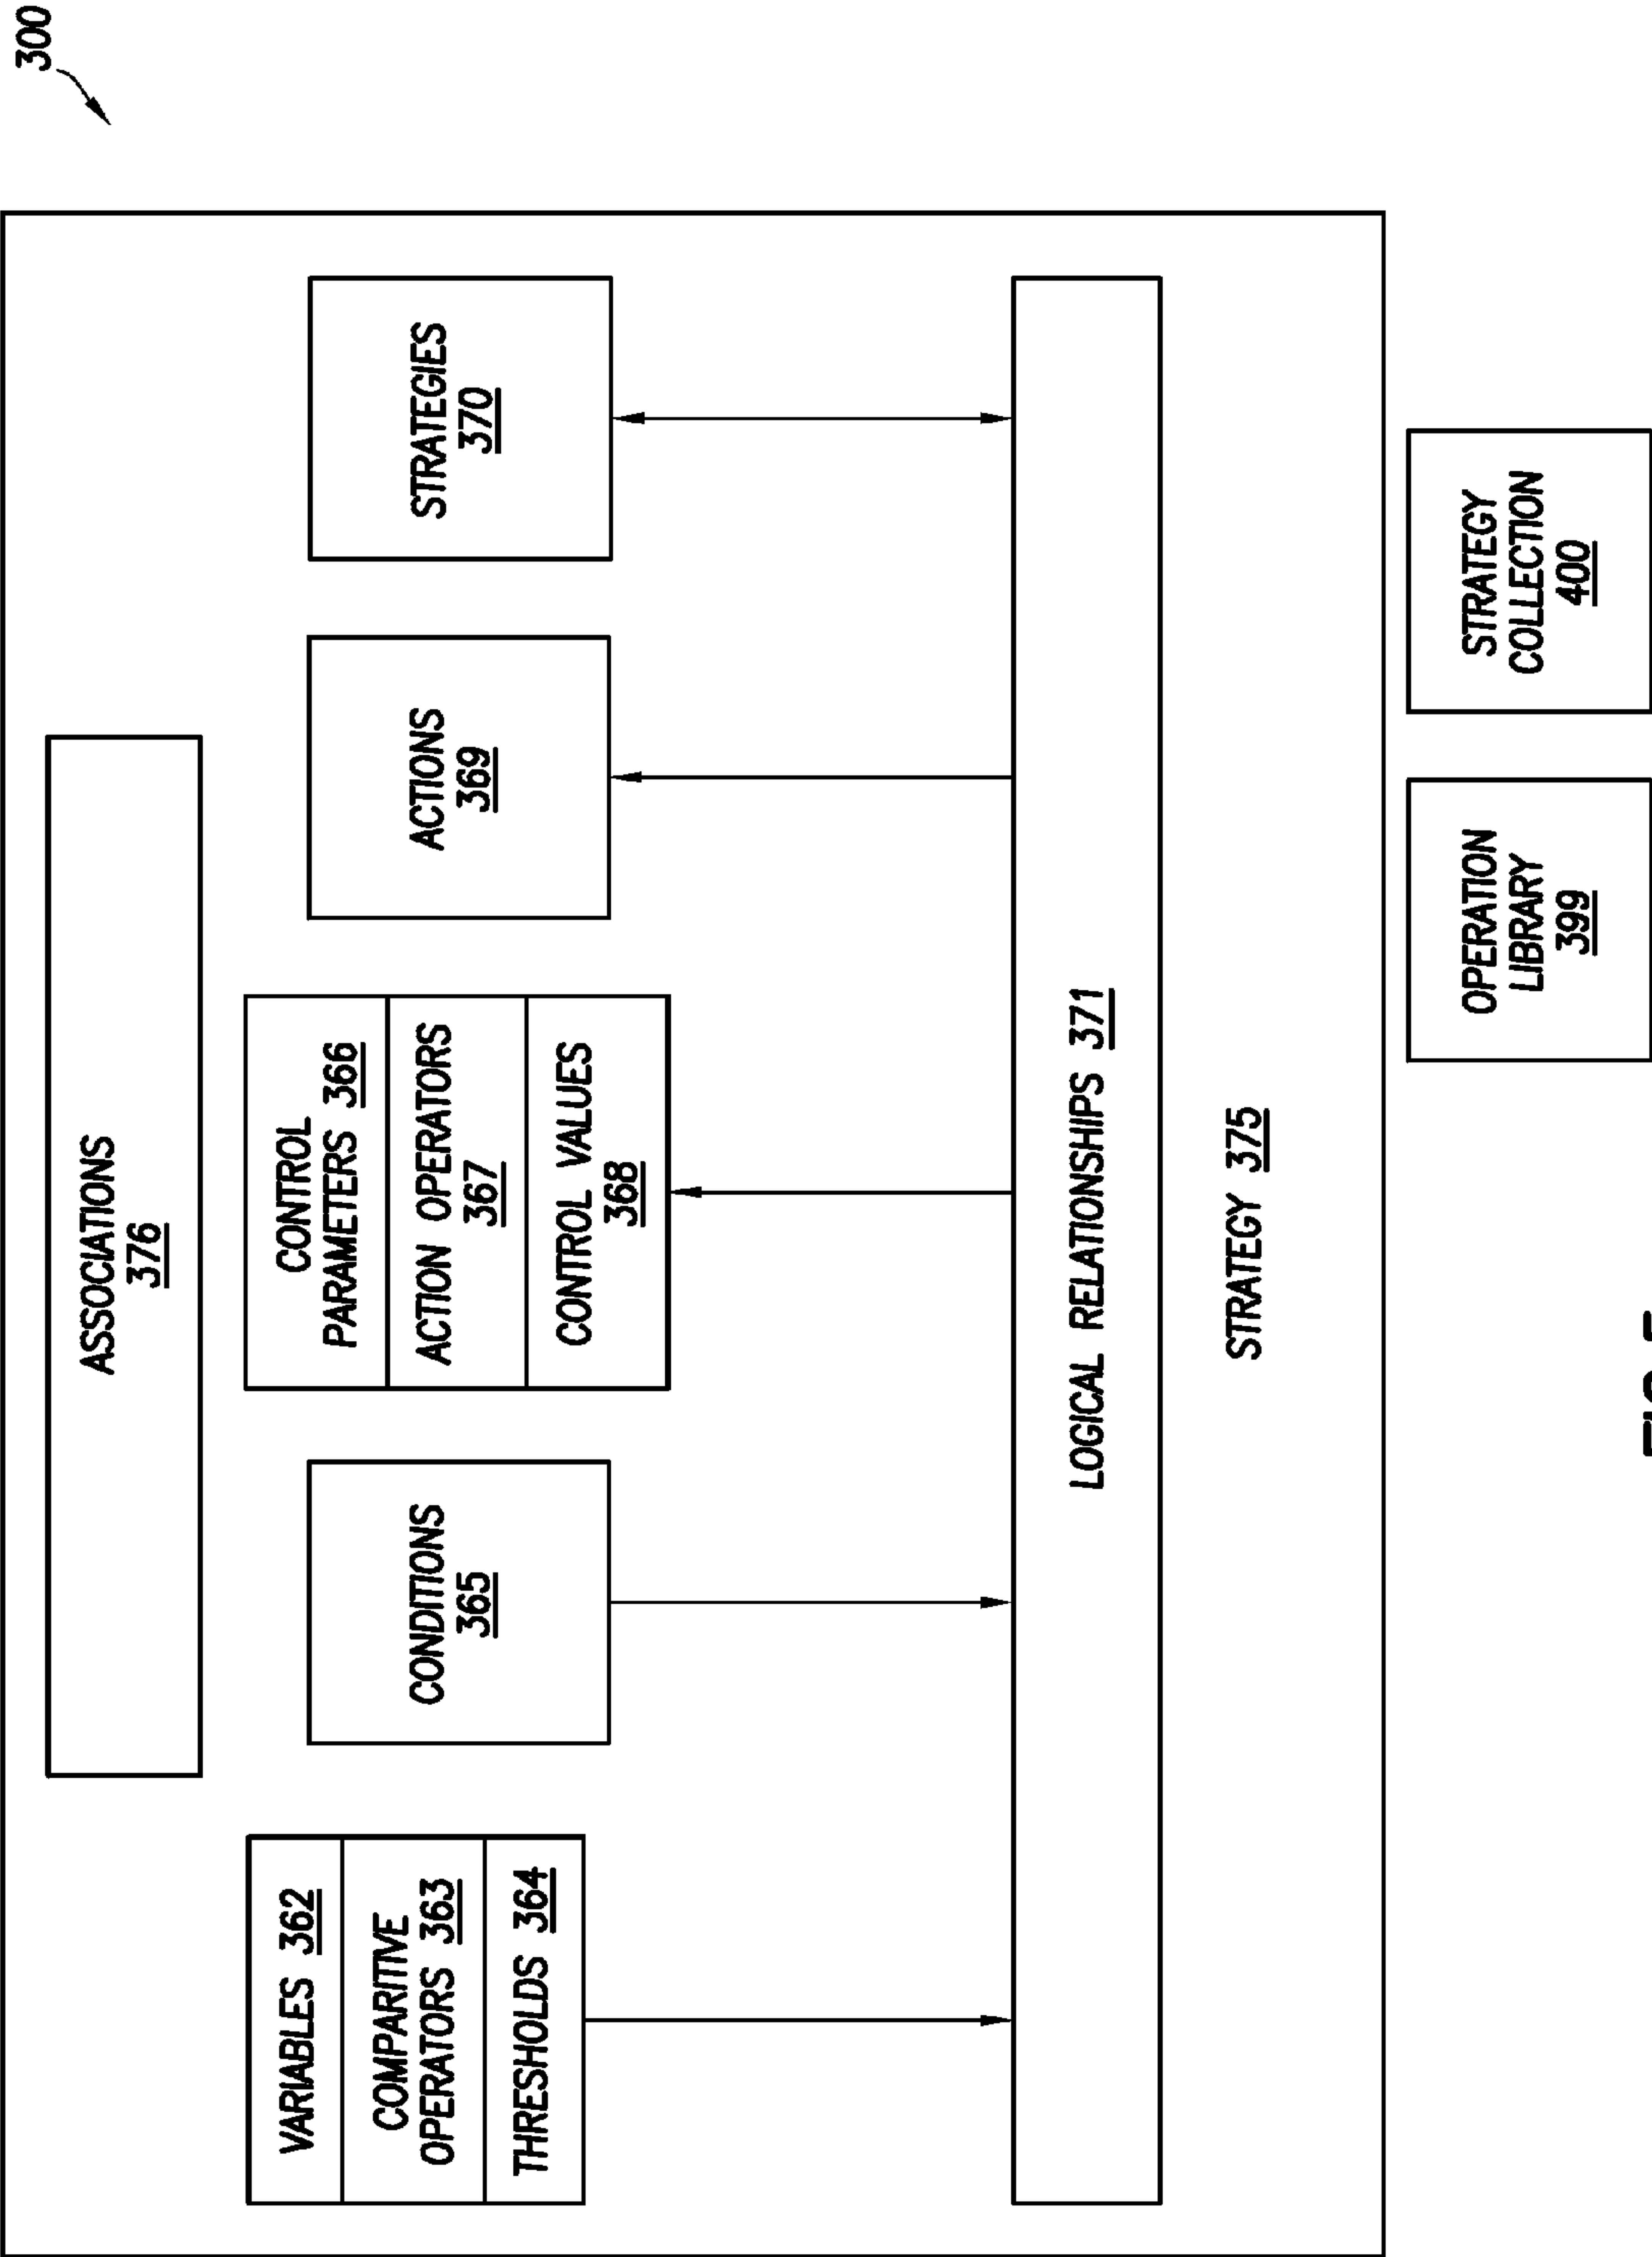 300
ASSOCIATIONS
376
VARIABLES 362
COMPARITIVE
OPERATORS 363
THRESHOLDS 364
CONDITIONS
365
CONTROL
PARAMETERS 366
ACTION OPERATORS
367
CONTROL VALUES
368
ACTIONS
369
STRATEGIES
370
LOGICAL RELATIONSHIPS 371
STRATEGY 375
OPERATION
LIBRARY
399
STRATEGY
COLLECTION
400